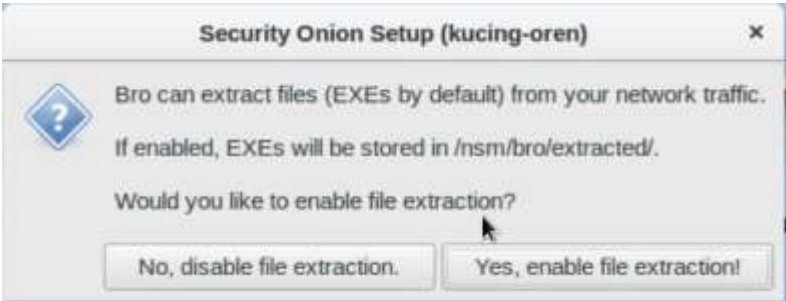 Security Onion Setup (kucing-oren)
Bro can extract files (EXEs by default) from your network traffic.
If enabled, EXEs will be stored in /nsm/bro/extracted/.
Would you like to enable file extraction?
No, disable file extraction. Yes, enable file extraction!